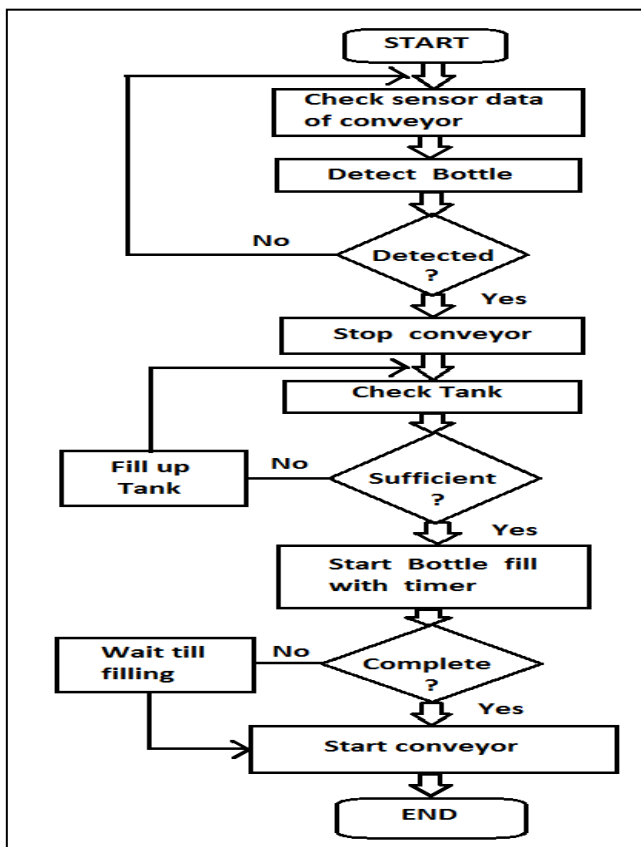 START
Check sensor data
of conveyor
Detect Bottle
No
Detected
?
Yes
Stop conveyor
Check Tank
Fill up
Tank
No
Sufficient
?
Yes
Start Bottle fill
with timer
Wait till
filling
No
Complete
?
Yes
Start conveyor
END